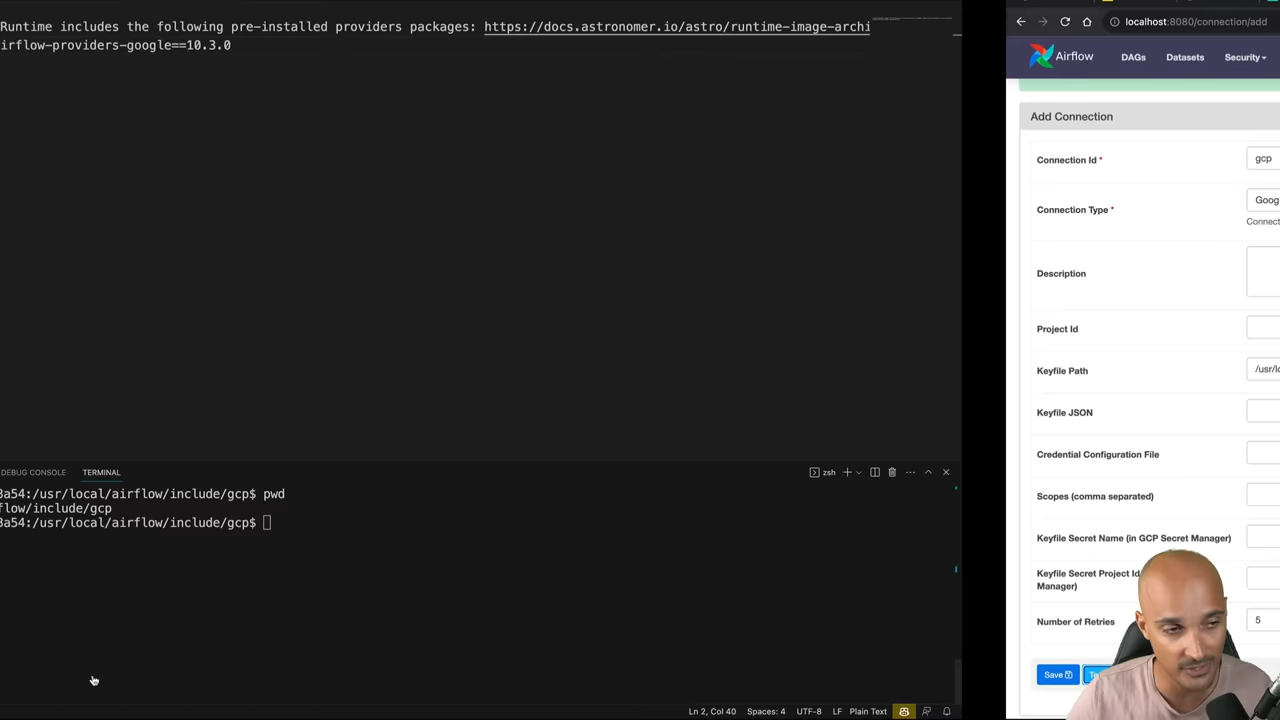 Runtime includes the following pre-installed providers packages: https://docs.astronomer.io/astro/runtime-image-archi
irflow-providers-google==10.3.0
DEBUG CONSOLE
TERMINAL
zsh
3a54:/usr/local/airflow/include/gcp$ pwd
flow/include/gcp
3a54:/usr/local/airflow/include/gcp$
Ln 2, Col 40
Spaces: 4
UTF-8
LF
Plain Text
localhost:8080/connection/add
Airflow
DAGs
Datasets
Security
Add Connection
Connection Id *
gcp
Connection Type *
Goog
Connect
Description
Project Id
Keyfile Path
/usr/lo
Keyfile JSON
Credential Configuration File
Scopes (comma separated)
Keyfile Secret Name (in GCP Secret Manager)
Keyfile Secret Project Id
Manager)
Number of Retries
5
Save